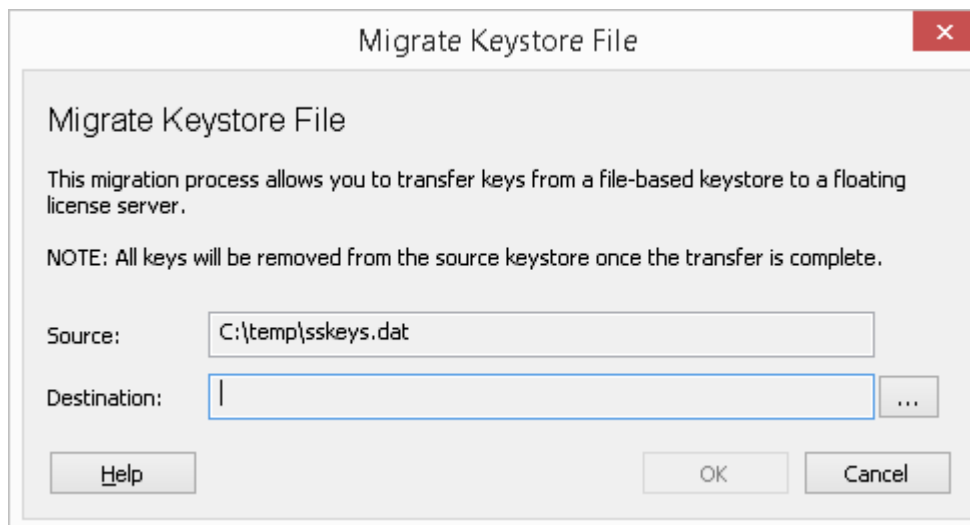 Migrate Keystore File
Migrate Keystore File
This migration process allows you to transfer keys from a file-based keystore to a floating
license server.
NOTE: All keys will be removed from the source keystore once the transfer is complete.
Source:
C:\temp\sskeys.dat
Destination:
...
Help
OK
Cancel